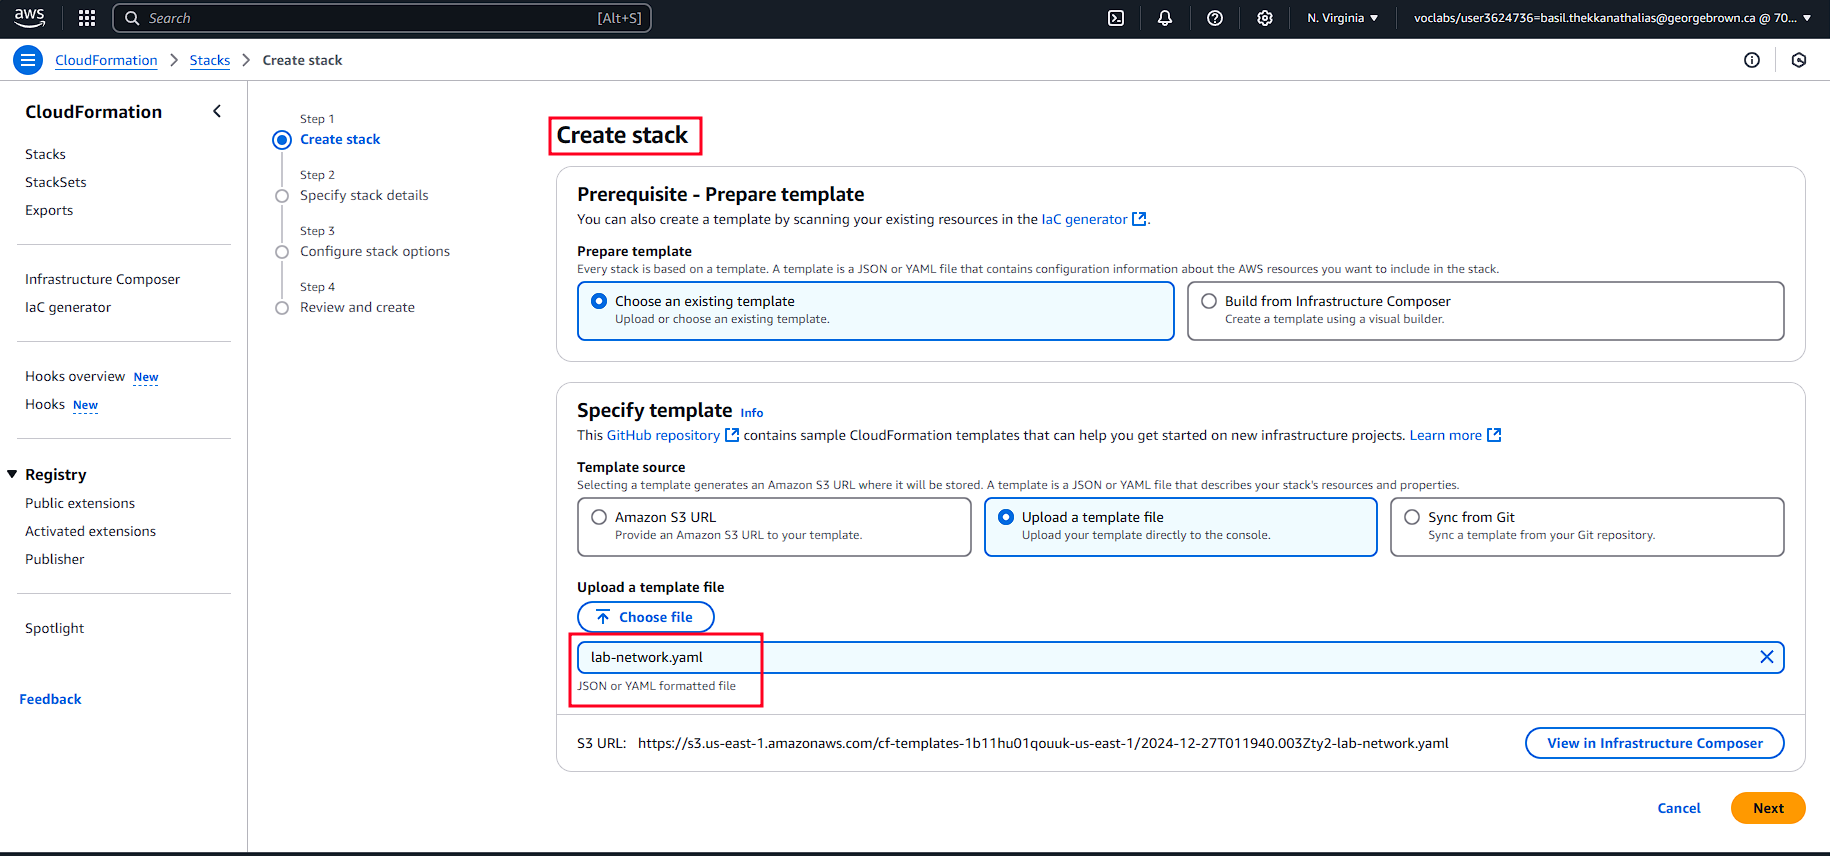 aws
Search [Alt+S]
N. Virginia
voclabs/user3624736=basil.thekkanathalias@georgebrown.ca @ 70...
CloudFormation > Stacks > Create stack
CloudFormation
Stacks
StackSets
Exports
Infrastructure Composer
IaC generator
Hooks overview New
Hooks New
Registry
Public extensions
Activated extensions
Publisher
Spotlight
Feedback
Step 1
Create stack
Step 2
Specify stack details
Step 3
Configure stack options
Step 4
Review and create
Create stack
Prerequisite - Prepare template
You can also create a template by scanning your existing resources in the IaC generator.
Prepare template
Every stack is based on a template. A template is a JSON or YAML file that contains configuration information about the AWS resources you want to include in the stack.
Choose an existing template
Upload or choose an existing template.
Build from Infrastructure Composer
Create a template using a visual builder.
Specify template Info
This GitHub repository contains sample CloudFormation templates that can help you get started on new infrastructure projects. Learn more
Template source
Selecting a template generates an Amazon S3 URL where it will be stored. A template is a JSON or YAML file that describes your stack's resources and properties.
Amazon S3 URL
Provide an Amazon S3 URL to your template.
Upload a template file
Upload your template directly to the console.
Sync from Git
Sync a template from your Git repository.
Upload a template file
Choose file
lab-network.yaml
JSON or YAML formatted file
S3 URL: https://s3.us-east-1.amazonaws.com/cf-templates-1b11hu01qouuk-us-east-1/2024-12-27T011940.003Zty2-lab-network.yaml
View in Infrastructure Composer
Cancel
Next